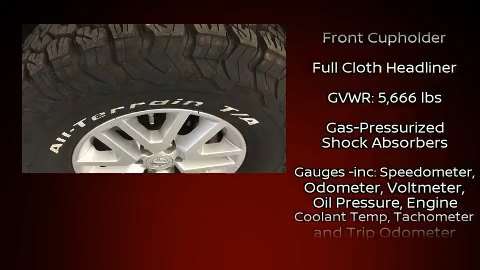 All-Terrain T/A
Front Cupholder
Full Cloth Headliner
GVWR: 5,666 lbs
Gas-Pressurized
Shock Absorbers
Gauges -inc: Speedometer,
Odometer, Voltmeter,
Oil Pressure, Engine
Coolant Temp, Tachometer
and Trip Odometer